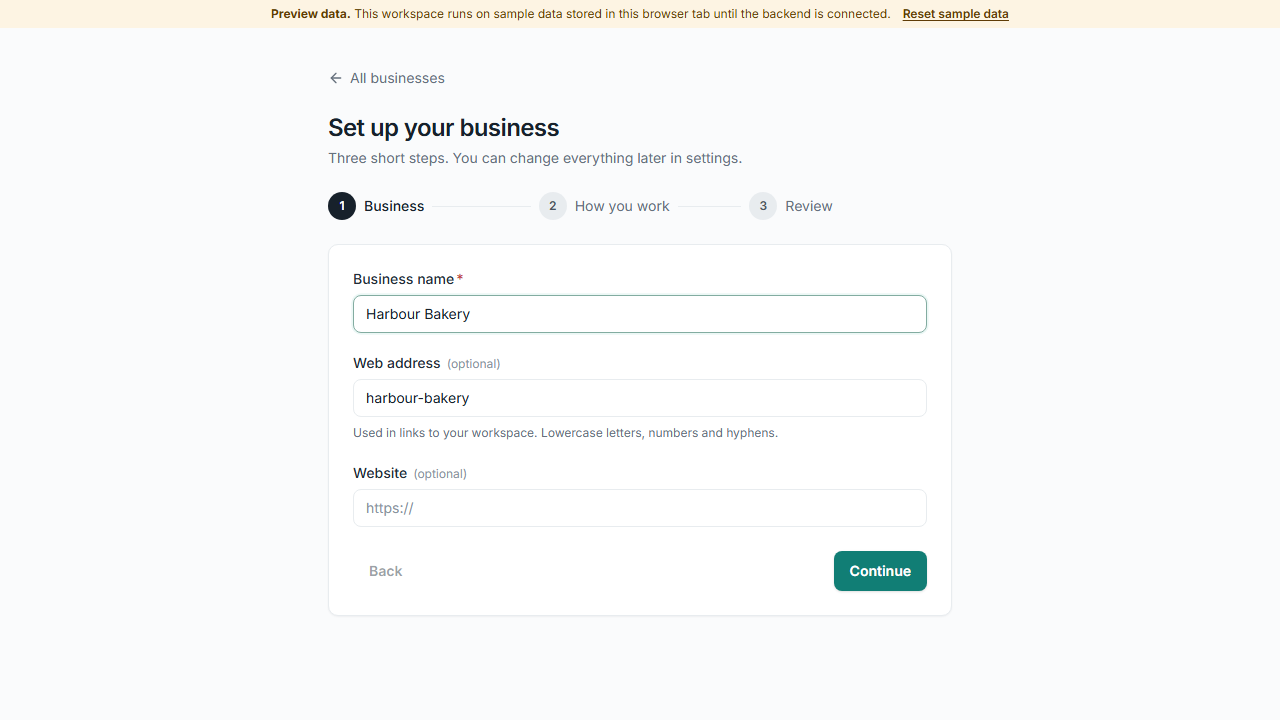 Preview data. This workspace runs on sample data stored in this browser tab until the backend is connected. Reset sample data
All businesses
Set up your business
Three short steps. You can change everything later in settings.
1 Business 2 How you work 3 Review
Business name *
Harbour Bakery
Web address (optional)
harbour-bakery
Used in links to your workspace. Lowercase letters, numbers and hyphens.
Website (optional)
https://
Back Continue